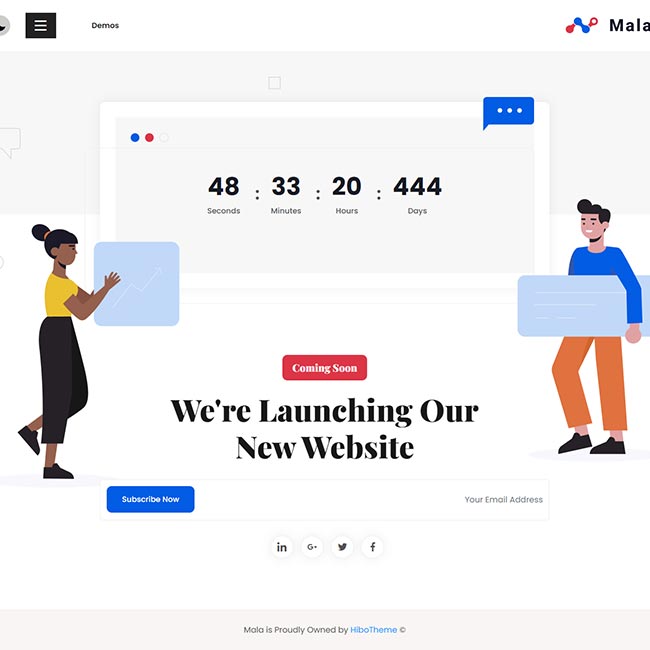 Demos
Mala
48 : 33 : 20 : 444
Seconds Minutes Hours Days
Coming Soon
We're Launching Our
New Website
Subscribe Now
Your Email Address
in G+ f
Mala is Proudly Owned by HiboTheme ©